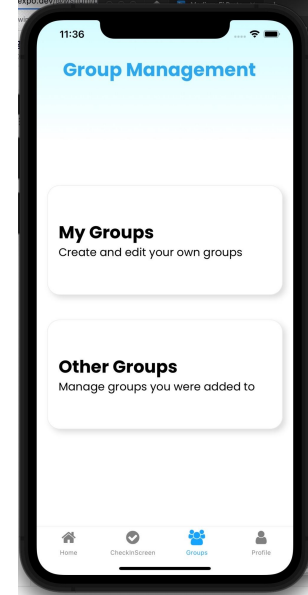 11:36
Group Management
My Groups
Create and edit your own groups
Other Groups
Manage groups you were added to
Home
CheckinScreen
Groups
Profile